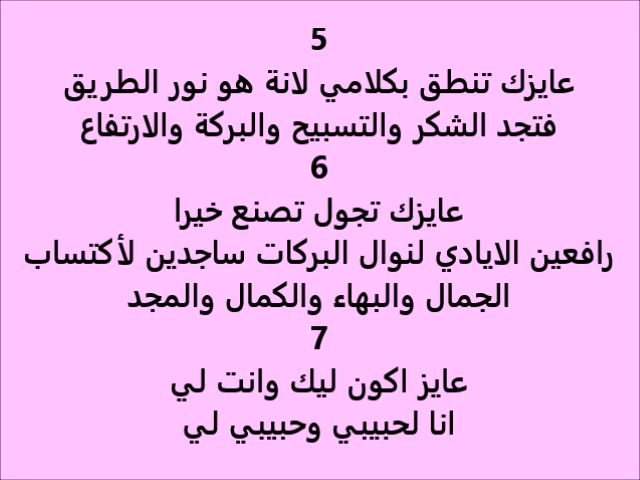 5
عايزك تنطق بكلامي لانة هو نور الطريق
فتجد الشكر والتسبيح والبركة والارتفاع
6
عايزك تجول تصنع خيرا
رافعين الايادي لنوال البركات ساجدين لأكتساب
الجمال والبهاء والكمال والمجد
7
عايز اكون ليك وانت لي
انا لحبيبي وحبيبي لي